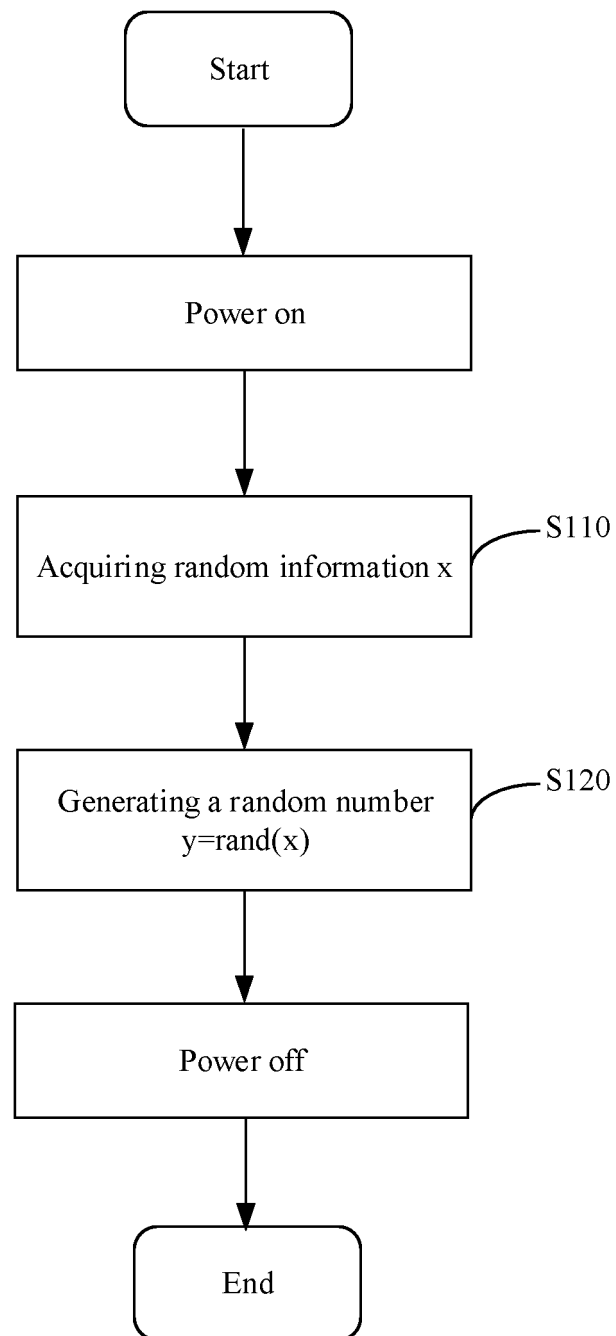 Start
Power on
S110
Acquiring random information x
S120
Generating a random number
y=rand(x)
Power off
End